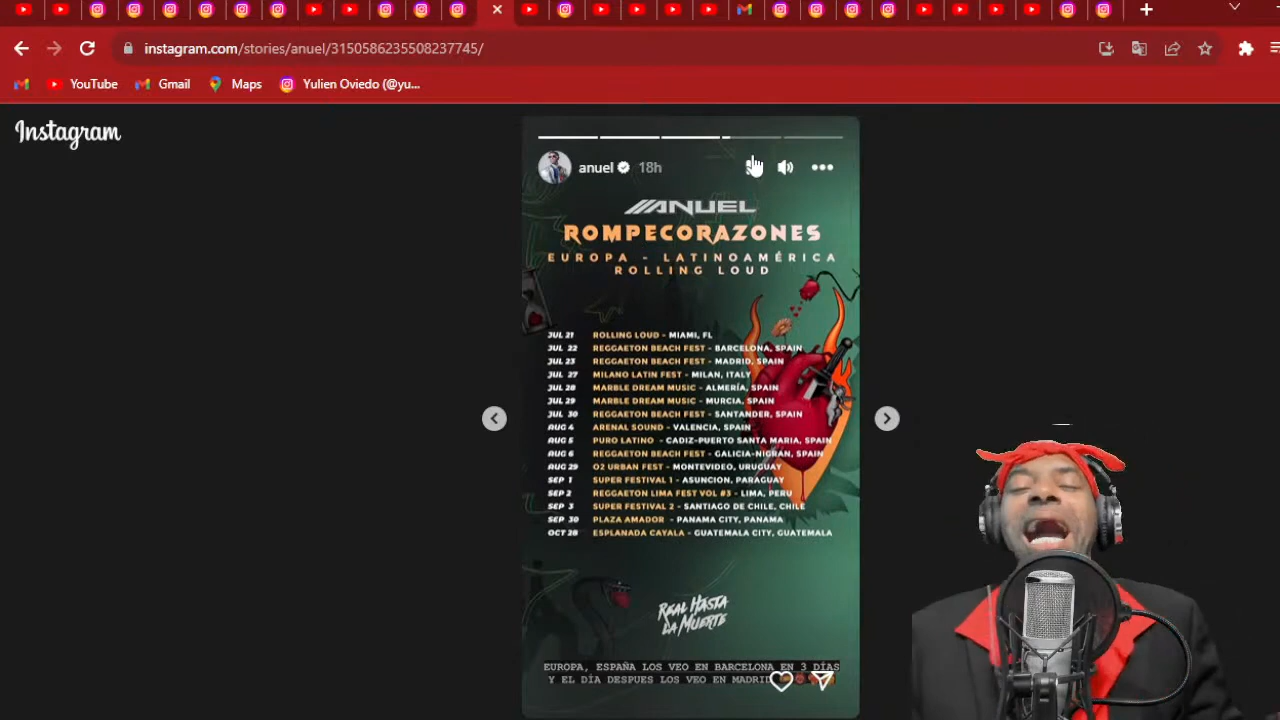 instagram.com/stories/anuel/3150586235508237745/
YouTube
Gmail
Maps
Yulien Oviedo (@yu...
Instagram
anuel 18h
ANUEL
ROMPECORAZONES
EUROPA - LATINOAMÉRICA
ROLLING LOUD
JUL 21 ROLLING LOUD - MIAMI, FL
JUL 22 REGGAETON BEACH FEST - BARCELONA, SPAIN
JUL 23 REGGAETON BEACH FEST - MADRID, SPAIN
JUL 27 MILANO LATIN FEST - MILAN, ITALY
JUL 28 MARBLE DREAM MUSIC - ALMERÍA, SPAIN
JUL 29 MARBLE DREAM MUSIC - MURCIA, SPAIN
JUL 30 REGGAETON BEACH FEST - SANTANDER, SPAIN
AUG 4 ARENAL SOUND - VALENCIA, SPAIN
AUG 5 PURO LATINO - CADIZ-PUERTO SANTA MARIA, SPAIN
AUG 6 REGGAETON BEACH FEST - GALICIA-NIGRAN, SPAIN
AUG 29 O2 URBAN FEST - MONTEVIDEO, URUGUAY
SEP 1 SUPER FESTIVAL 1 - ASUNCION, PARAGUAY
SEP 2 REGGAETON LIMA FEST VOL #3 - LIMA, PERU
SEP 3 SUPER FESTIVAL 2 - SANTIAGO DE CHILE, CHILE
SEP 30 PLAZA AMADOR - PANAMA CITY, PANAMA
OCT 28 ESPLANADA CAYALA - GUATEMALA CITY, GUATEMALA
REAL HASTA
LA MUERTE
EUROPA, ESPAÑA LOS VEO EN BARCELONA EN 3 DÍAS
Y EL DÍA DESPUES LOS VEO EN MADRID